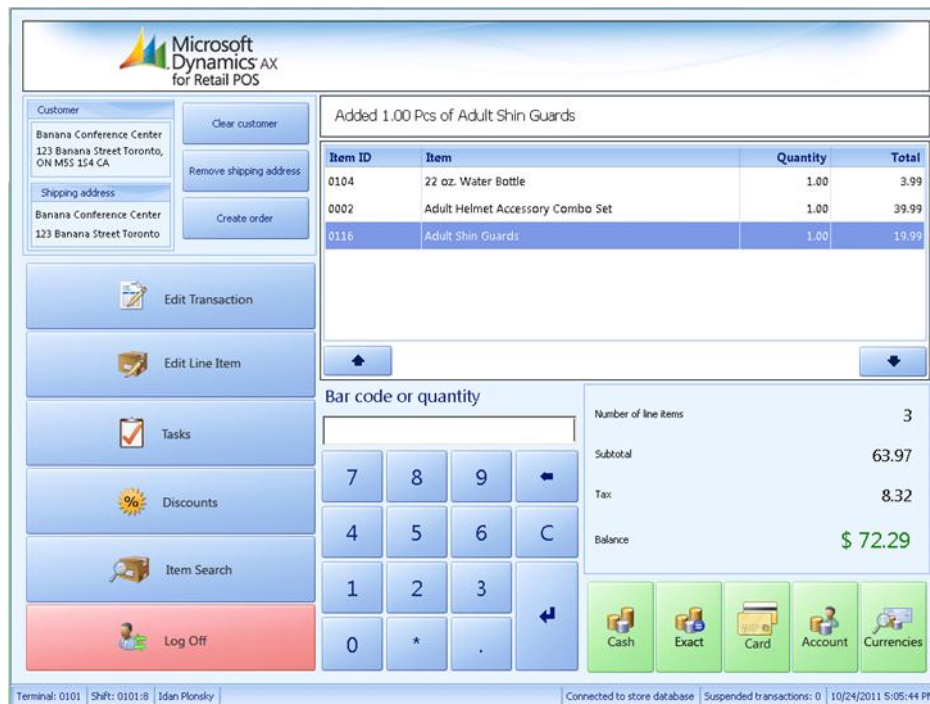 Microsoft
Dynamics AX
for Retail POS
Customer
Banana Conference Center
123 Banana Street Toronto,
ON M5S 1S4 CA
Shipping address
Banana Conference Center
123 Banana Street Toronto
Clear customer
Remove shipping address
Create order
Edit Transaction
Edit Line Item
Tasks
% Discounts
Item Search
Log Off
Added 1.00 Pcs of Adult Shin Guards
Item ID Item Quantity Total
0104 22 oz. Water Bottle 1.00 3.99
0002 Adult Helmet Accessory Combo Set 1.00 39.99
0116 Adult Shin Guards 1.00 19.99
Bar code or quantity
7 8 9
4 5 6 C
1 2 3
0 * .
Number of line items 3
Subtotal 63.97
Tax 8.32
Balance $ 72.29
Cash Exact Card Account Currencies
Terminal: 0101 Shift: 0101:8 Idan Plonsky Connected to store database Suspended transactions: 0 10/24/2011 5:05:44 PM